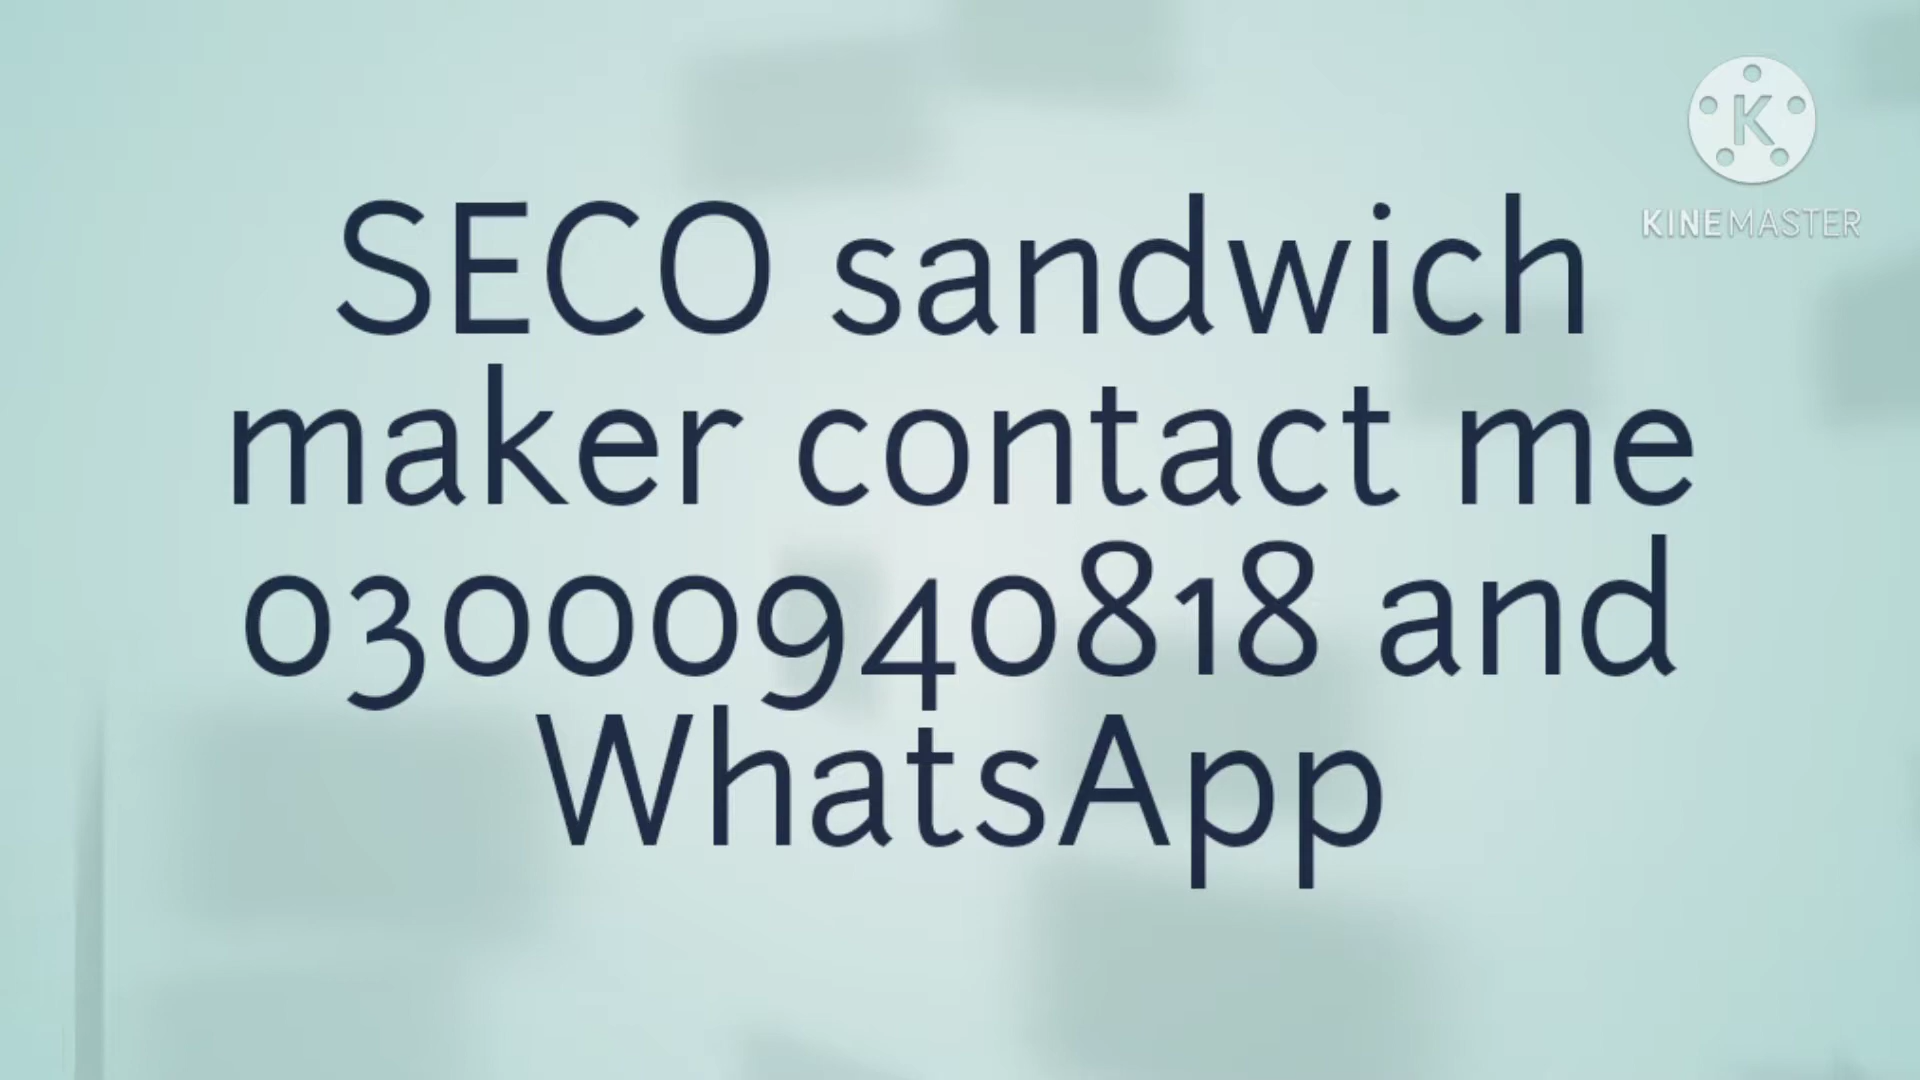 K
KINEMASTER
SECO sandwich
maker contact me
03000940818 and
WhatsApp